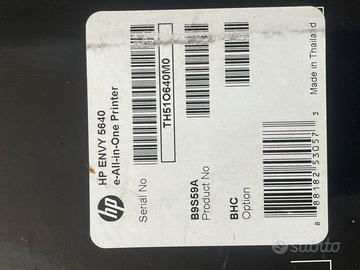 hp
HP ENVY 5640
e-All-in-One Printer
Serial No
TH51O640M0
B9S59A
Product No
BHC
Option
8 88182 53057 3
Made in Thailand
subito